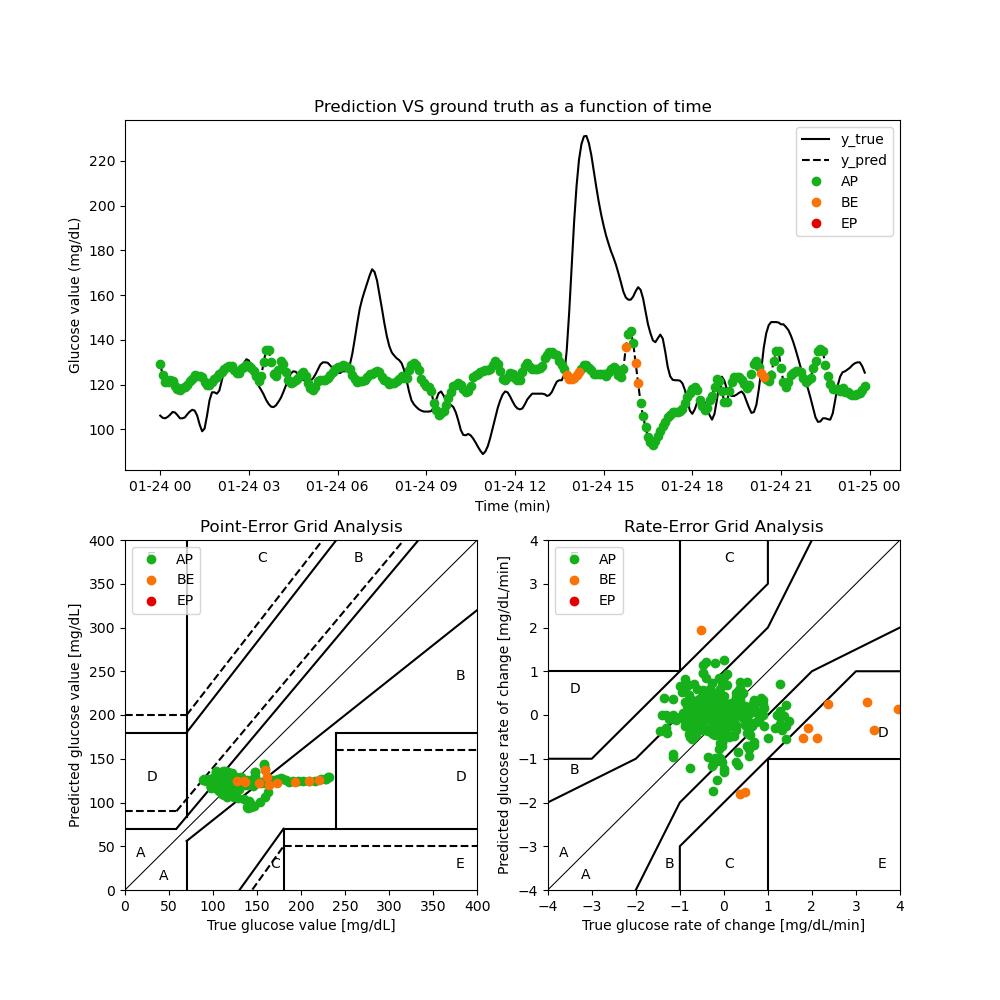 Prediction VS ground truth as a function of time
Glucose value (mg/dL)
220
200
180
160
140
120
100
y_true
y_pred
AP
BE
EP
01-24 00 01-24 03 01-24 06 01-24 09 01-24 12 01-24 15 01-24 18 01-24 21 01-25 00
Time (min)
Point-Error Grid Analysis
Predicted glucose value [mg/dL]
400
350
300
250
200
150
100
50
0
AP
BE
EP
C
B
B
D
D
A
A
C
E
0 50 100 150 200 250 300 350 400
True glucose value [mg/dL]
Rate-Error Grid Analysis
Predicted glucose rate of change [mg/dL/min]
4
3
2
1
0
−1
−2
−3
−4
AP
BE
EP
C
D
D
B
A
A
B
C
E
−4 −3 −2 −1 0 1 2 3 4
True glucose rate of change [mg/dL/min]